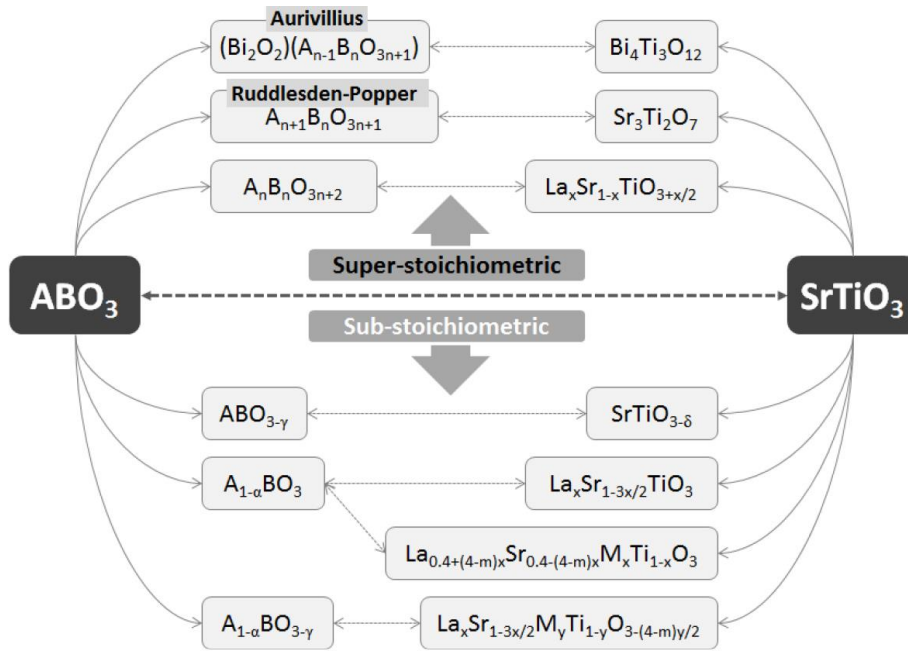 Aurivillius
(Bi₂O₂)(Aₙ₋₁BₙO₃ₙ₊₁)
Bi₄Ti₃O₁₂
Ruddlesden-Popper
Aₙ₊₁BₙO₃ₙ₊₁
Sr₃Ti₂O₇
AₙBₙO₃ₙ₊₂
LaₓSr₁₋ₓTiO₃₊ₓ/₂
Super-stoichiometric
ABO₃
SrTiO₃
Sub-stoichiometric
ABO₃₋ᵧ
SrTiO₃₋δ
A₁₋αBO₃
LaₓSr₁₋₃ₓ/₂TiO₃
La₀.₄₊₍₄₋ₘ₎ₓSr₀.₄₋₍₄₋ₘ₎ₓMₓTi₁₋ₓO₃
A₁₋αBO₃₋ᵧ
LaₓSr₁₋₃ₓ/₂MyTi₁₋yO₃₋₍₄₋ₘ₎y/₂